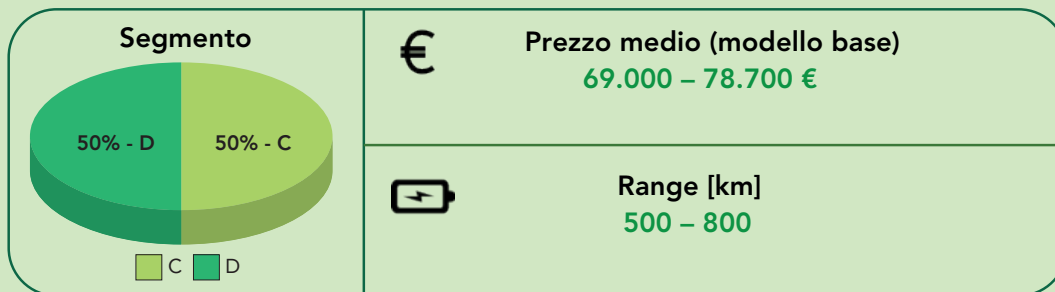 Segmento
50% - D
50% - C
C
D
€
Prezzo medio (modello base)
69.000 – 78.700 €
Range [km]
500 – 800